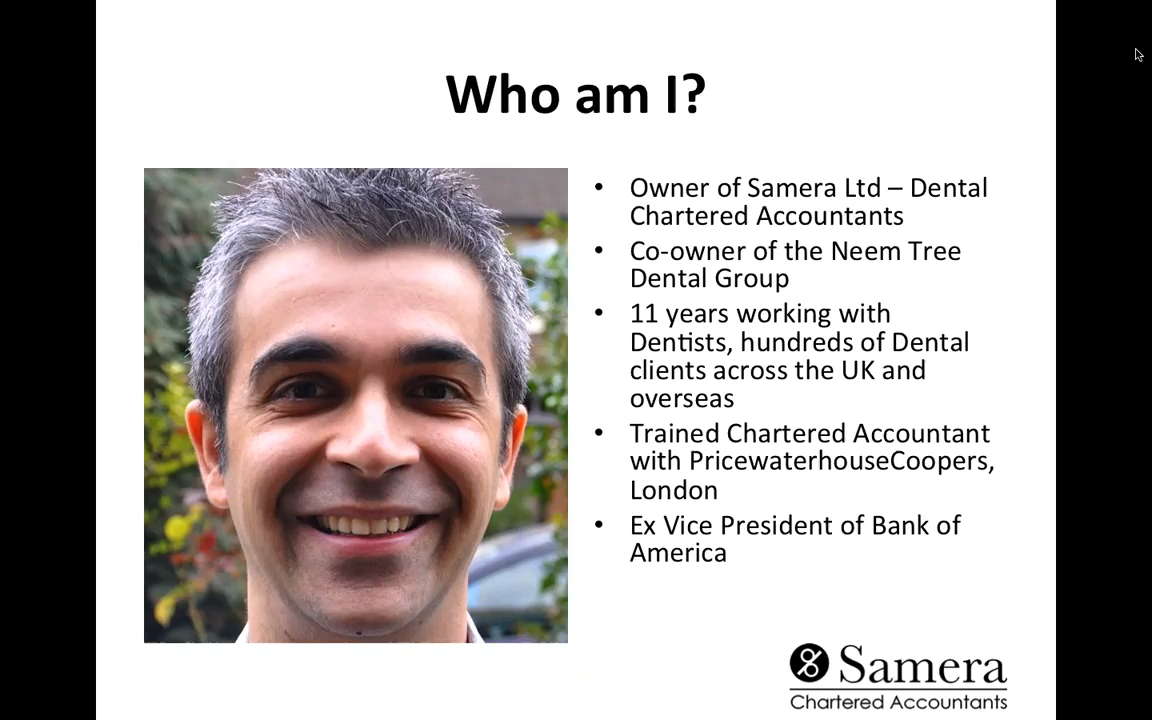 Who am I?
• Owner of Samera Ltd – Dental
Chartered Accountants
• Co-owner of the Neem Tree
Dental Group
• 11 years working with
Dentists, hundreds of Dental
clients across the UK and
overseas
• Trained Chartered Accountant
with PricewaterhouseCoopers,
London
• Ex Vice President of Bank of
America
Samera
Chartered Accountants